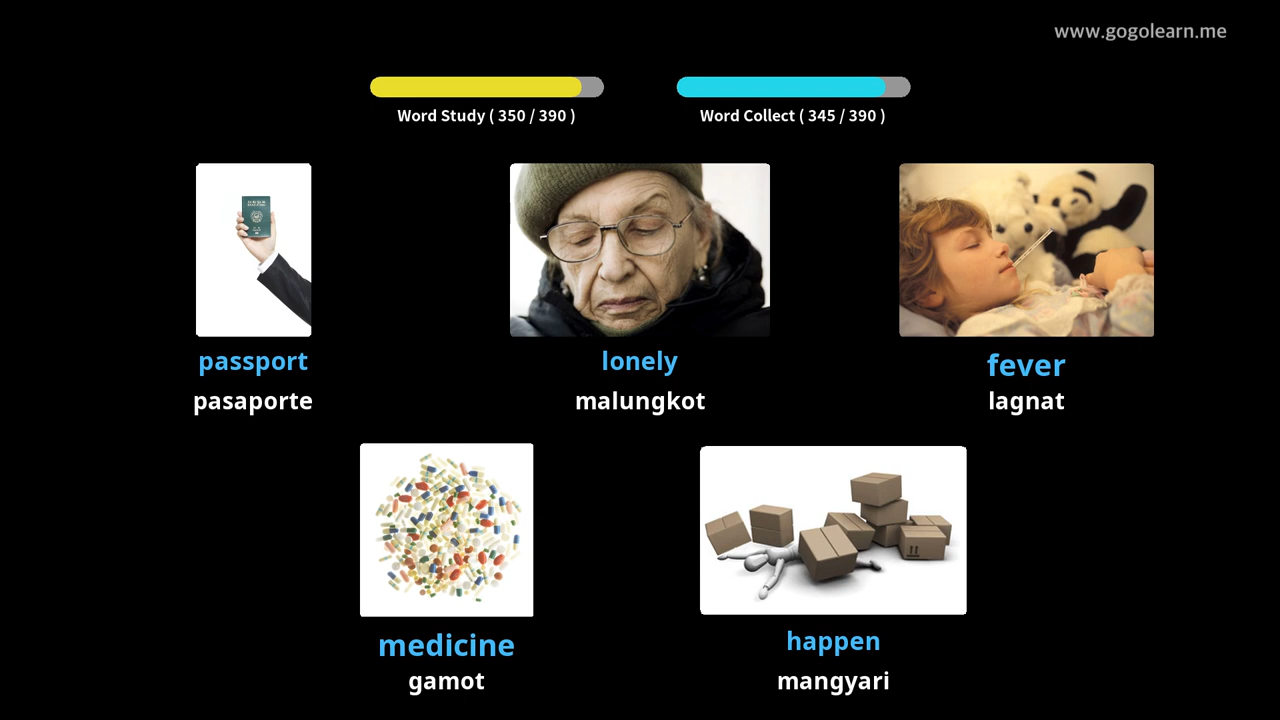 www.gogolearn.me
Word Study ( 350 / 390 )
Word Collect ( 345 / 390 )
passport
pasaporte
lonely
malungkot
fever
lagnat
medicine
gamot
happen
mangyari